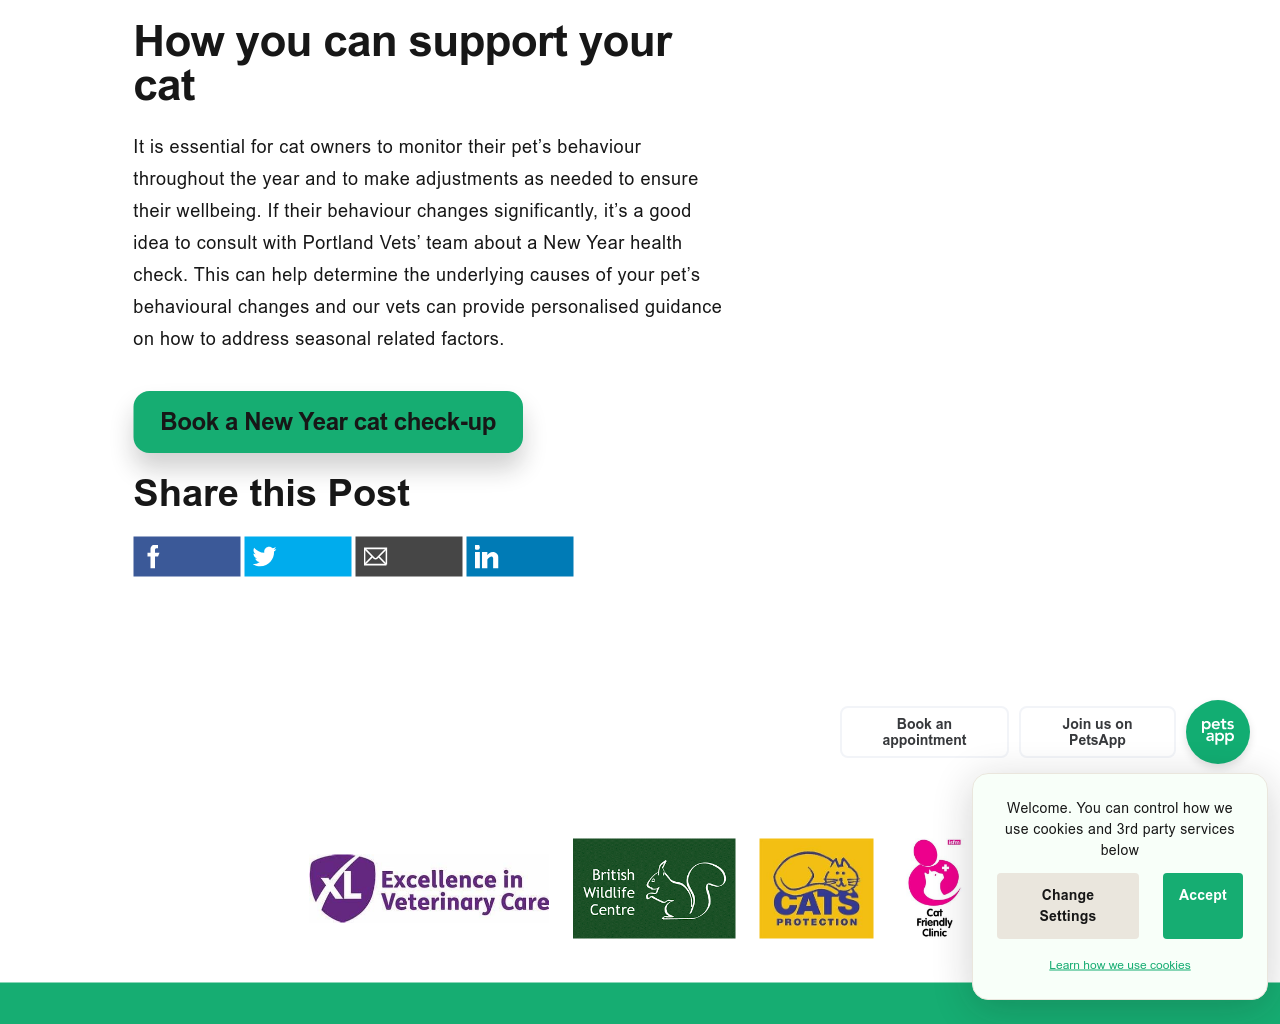 How you can support your
cat
It is essential for cat owners to monitor their pet’s behaviour
throughout the year and to make adjustments as needed to ensure
their wellbeing. If their behaviour changes significantly, it’s a good
idea to consult with Portland Vets’ team about a New Year health
check. This can help determine the underlying causes of your pet’s
behavioural changes and our vets can provide personalised guidance
on how to address seasonal related factors.
Book a New Year cat check-up
Share this Post
Book an
appointment
Join us on
PetsApp
pets
app
Welcome. You can control how we
use cookies and 3rd party services
below
Change
Settings
Accept
Learn how we use cookies
XL Excellence in
Veterinary Care
British
Wildlife
Centre
CATS
PROTECTION
Cat
Friendly
Clinic